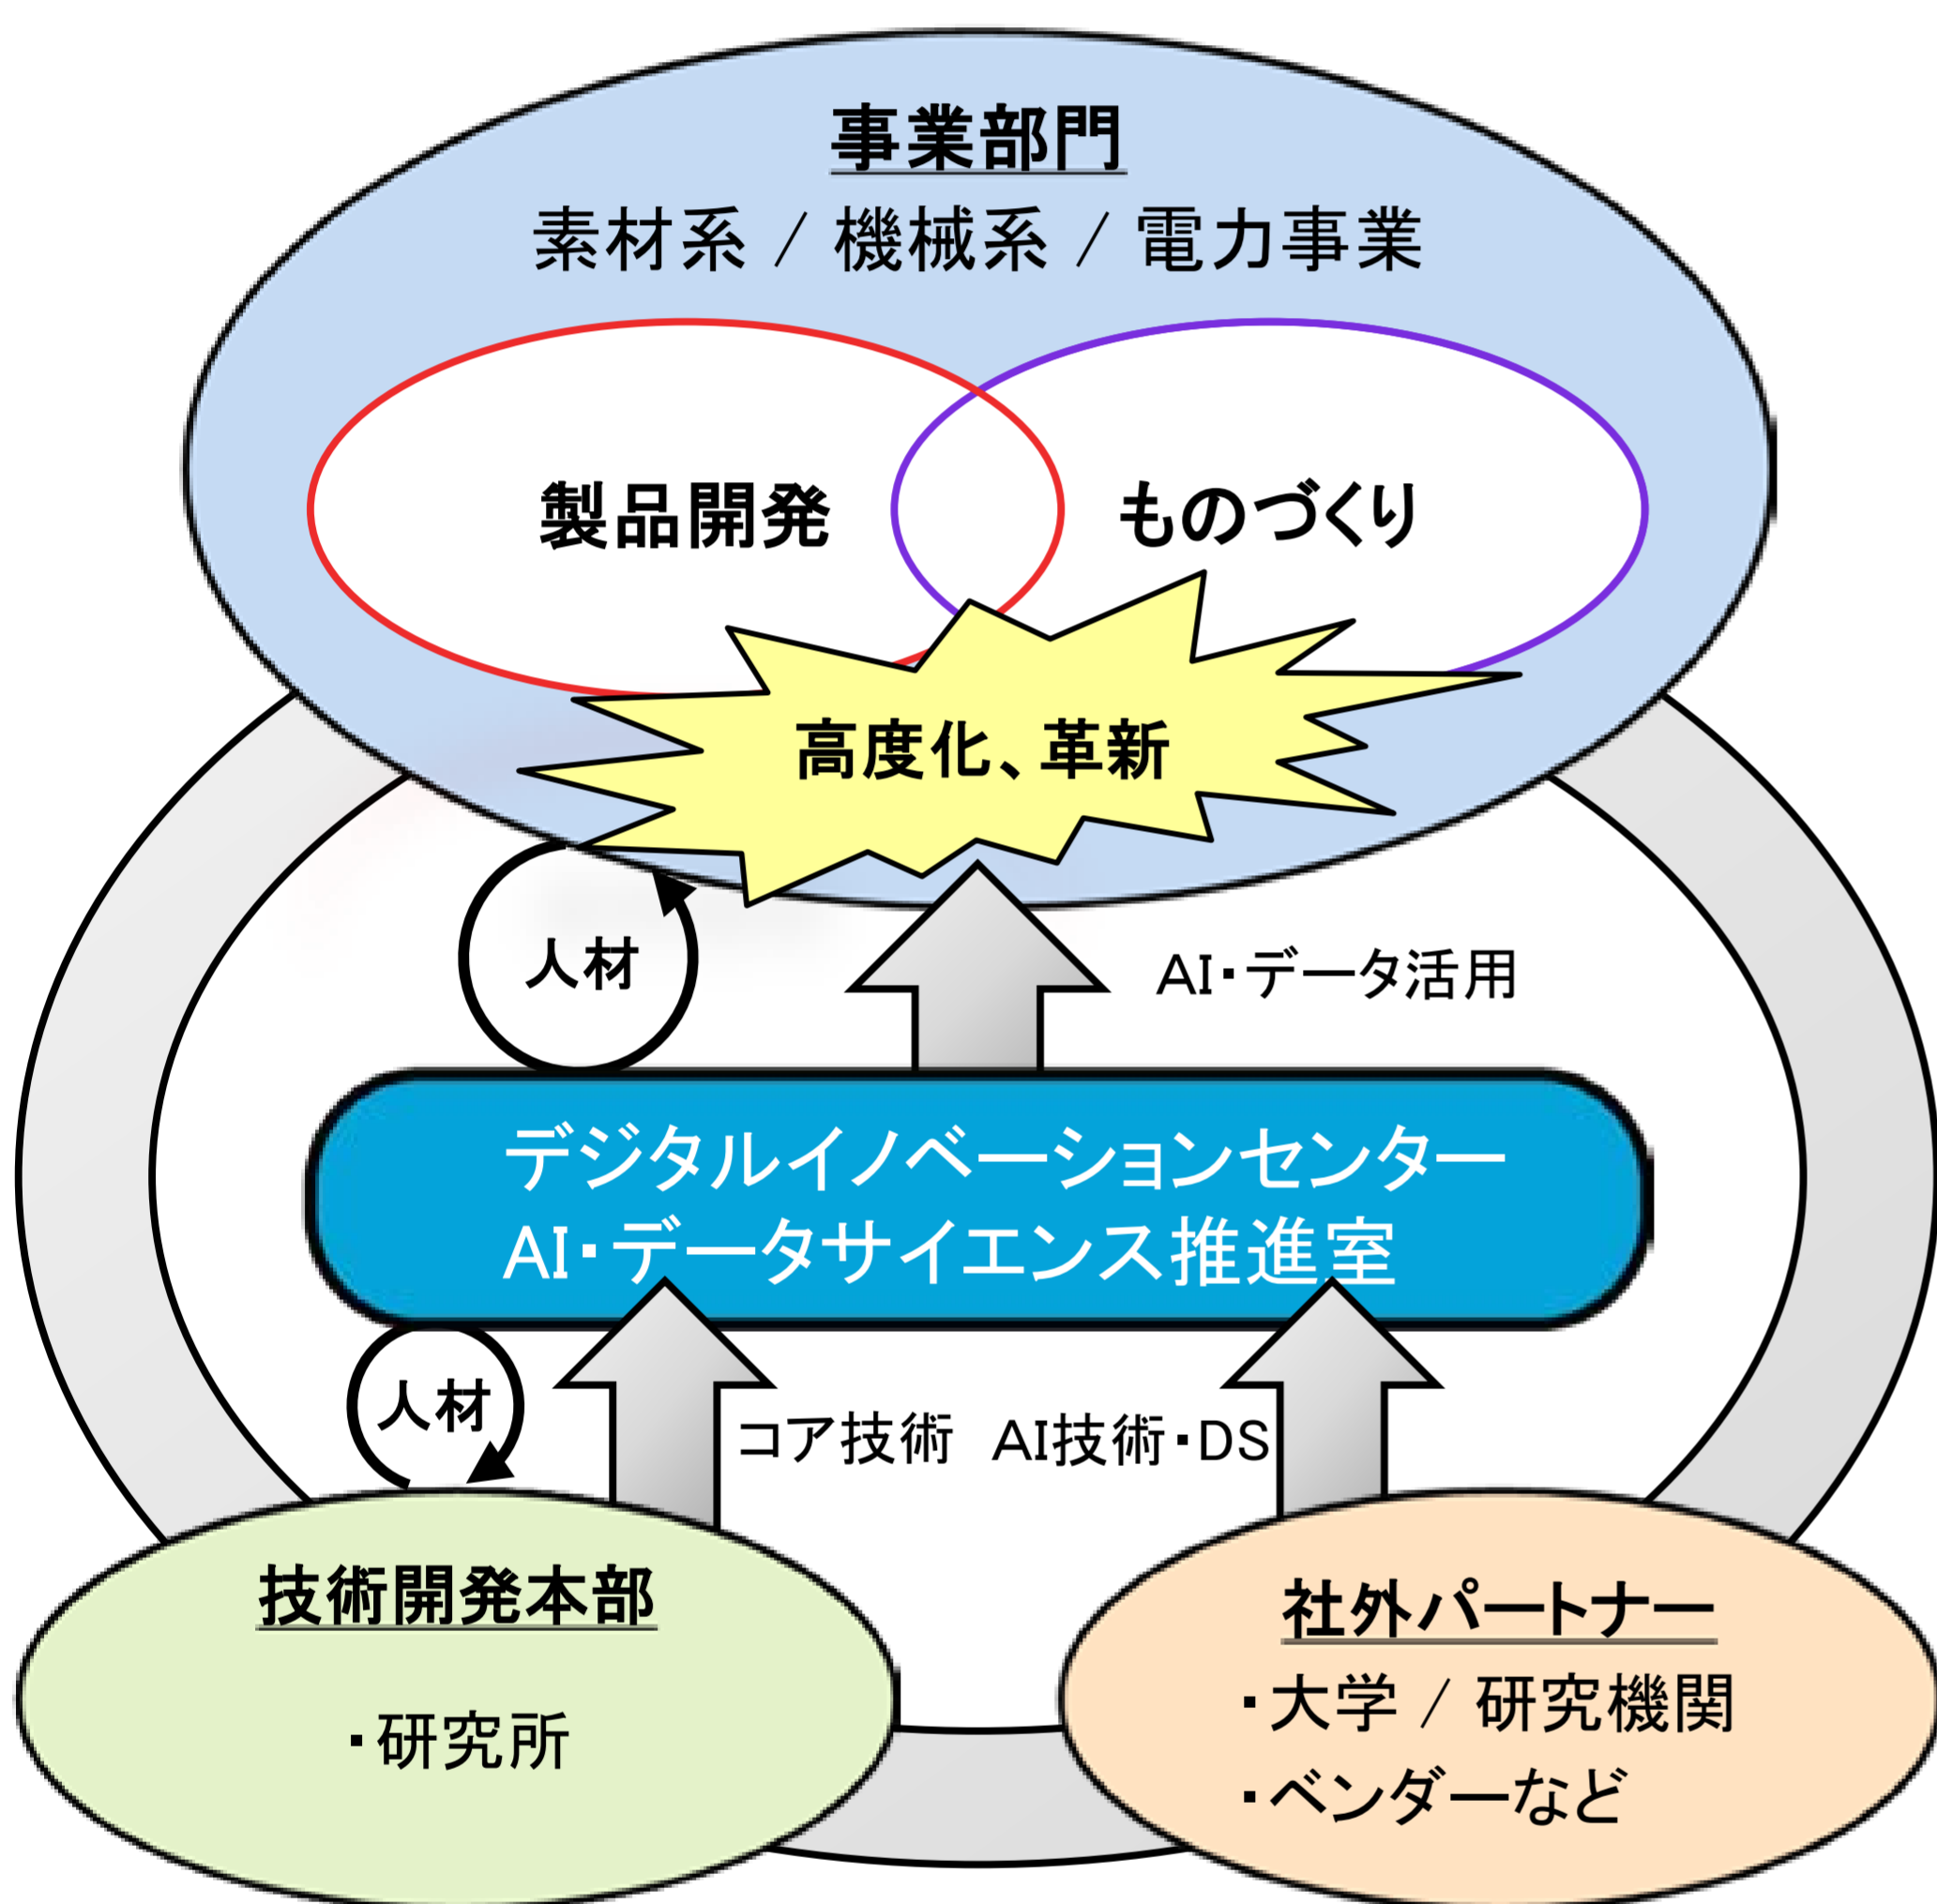 事業部門
素材系 / 機械系 / 電力事業
製品開発
ものづくり
高度化、革新
人材
AI・データ活用
デジタルイノベーションセンター
AI・データサイエンス推進室
人材
コア技術
AI技術・DS
技術開発本部
・研究所
社外パートナー
・大学 / 研究機関
・ベンダーなど